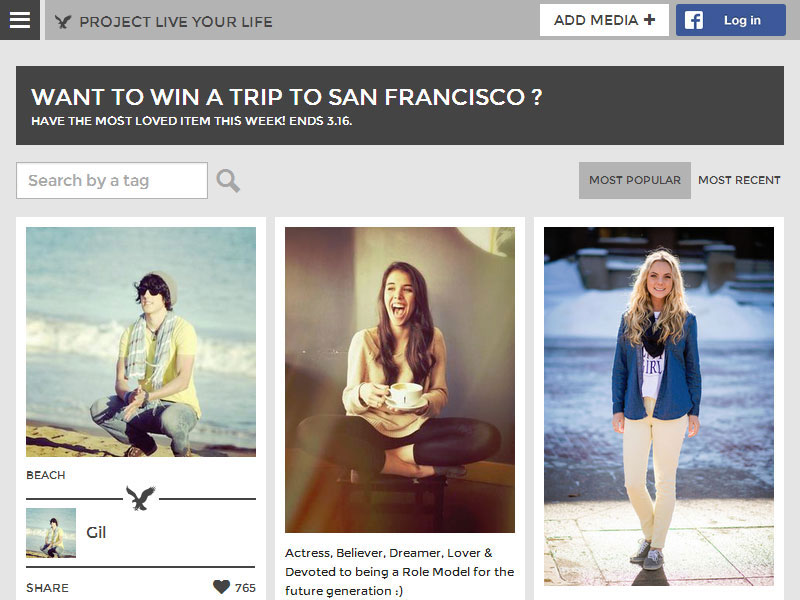 PROJECT LIVE YOUR LIFE
ADD MEDIA +
Log in
WANT TO WIN A TRIP TO SAN FRANCISCO ?
HAVE THE MOST LOVED ITEM THIS WEEK! ENDS 3.16.
Search by a tag
MOST POPULAR
MOST RECENT
BEACH
Gil
SHARE
765
Actress, Believer, Dreamer, Lover &
Devoted to being a Role Model for the
future generation :)